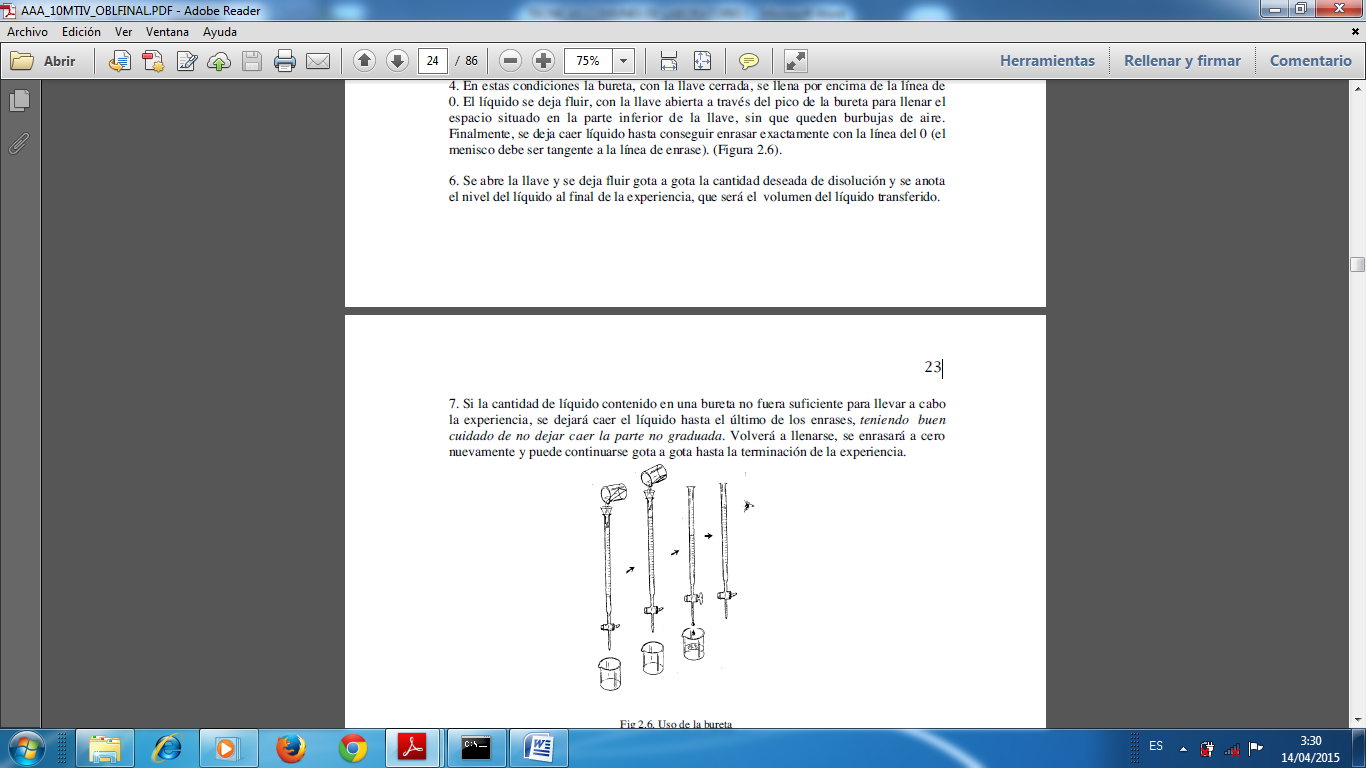 AAA_10MTIV_OBLFINAL.PDF - Adobe Reader
Archivo Edición Ver Ventana Ayuda
Abrir 24 / 86 75% Herramientas Rellenar y firmar Comentario
4. En estas condiciones la bureta, con la llave cerrada, se llena por encima de la línea de
0. El líquido se deja fluir, con la llave abierta a través del pico de la bureta para llenar el
espacio situado en la parte inferior de la llave, sin que queden burbujas de aire.
Finalmente, se deja caer líquido hasta conseguir enrasar exactamente con la línea del 0 (el
menisco debe ser tangente a la línea de enrase). (Figura 2.6).
6. Se abre la llave y se deja fluir gota a gota la cantidad deseada de disolución y se anota
el nivel del líquido al final de la experiencia, que será el volumen del líquido transferido.
23
7. Si la cantidad de líquido contenido en una bureta no fuera suficiente para llevar a cabo
la experiencia, se dejará caer el líquido hasta el último de los enrases, teniendo buen
cuidado de no dejar caer la parte no graduada. Volverá a llenarse, se enrasará a cero
nuevamente y puede continuarse gota a gota hasta la terminación de la experiencia.
Fig 2.6. Uso de la bureta
C:\
ES 3:30
14/04/2015